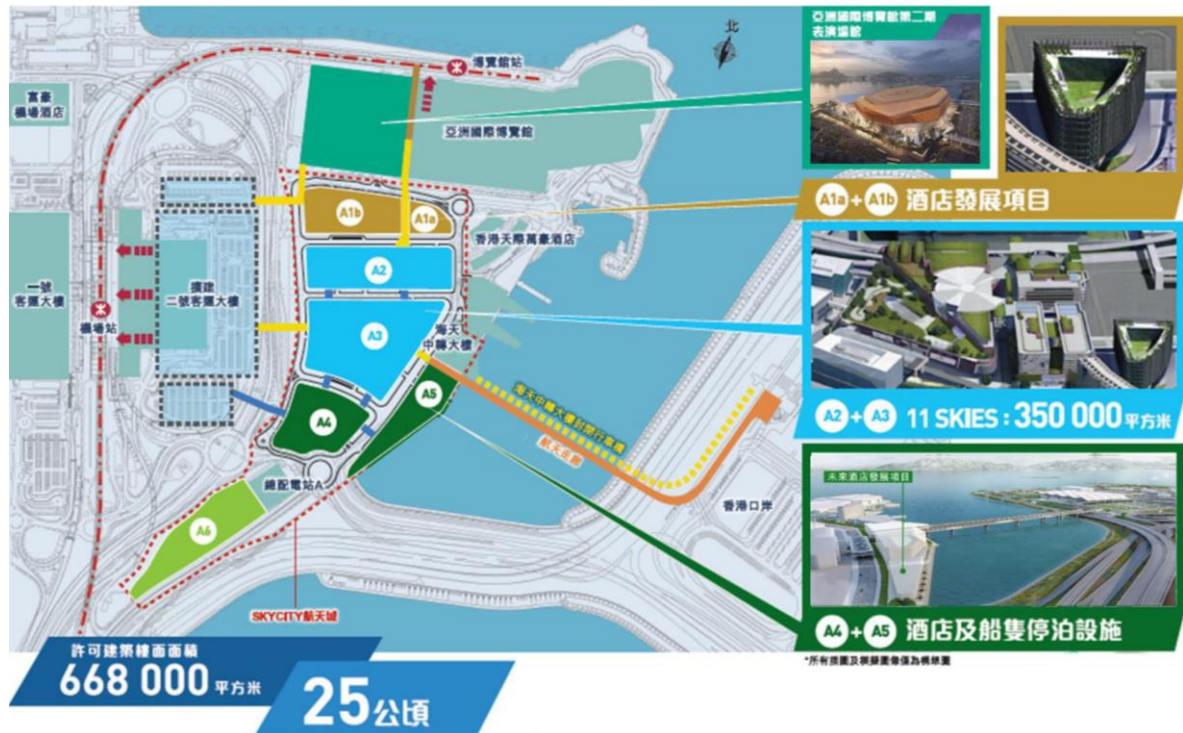 北
博覽館站
富豪
機場酒店
亞洲國際博覽館
亞洲國際博覽館第二期
表演場館
A1b
A1a
A1a + A1b 酒店發展項目
香港天際萬豪酒店
A2
一號
客運大樓
擴建
二號客運大樓
機場站
A3
海天
中轉大樓
A2 + A3 11 SKIES : 350 000 平方米
A5
A4
海天中轉大樓封閉行車橋
航天走廊
總配電站A
香港口岸
A6
未來酒店發展項目
SKYCITY航天城
A4 + A5 酒店及船隻停泊設施
*所有插圖及模擬圖像僅為構想圖
許可建築樓面面積
668 000 平方米
25公頃